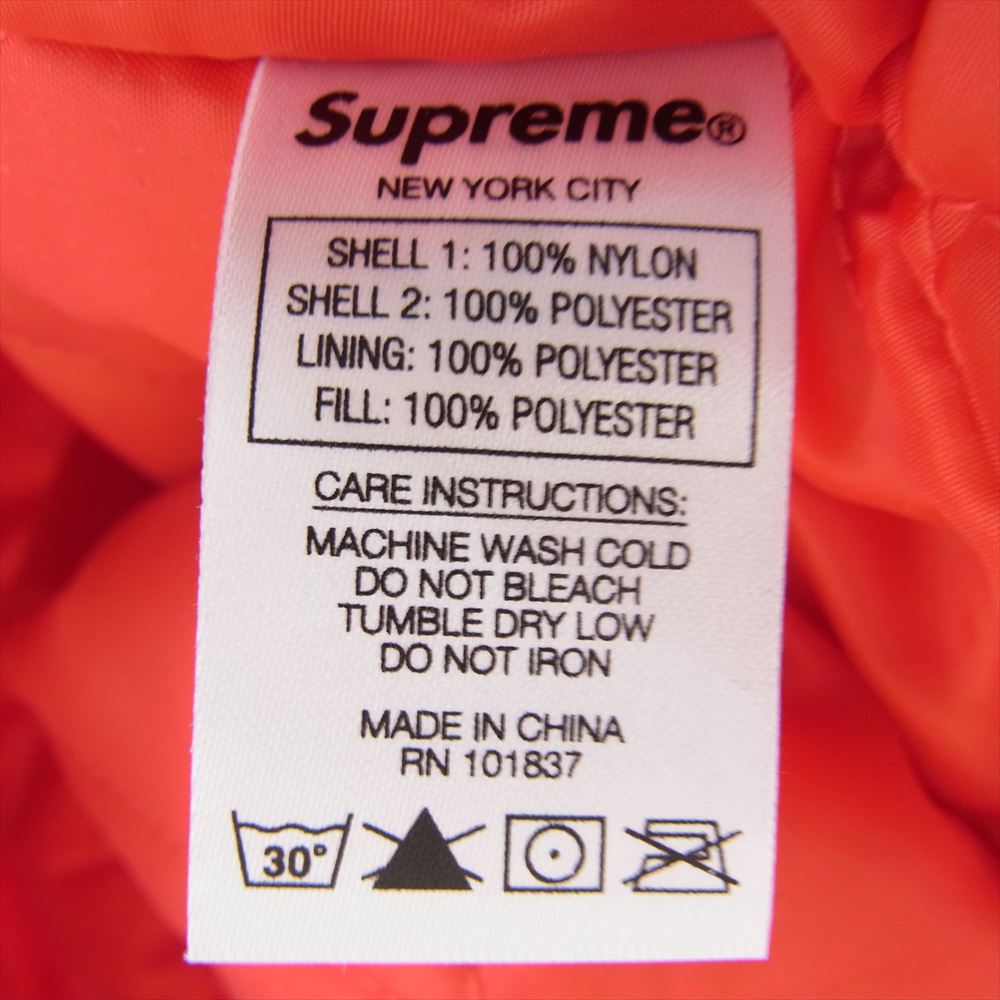 Supreme®
NEW YORK CITY
SHELL 1: 100% NYLON
SHELL 2: 100% POLYESTER
LINING: 100% POLYESTER
FILL: 100% POLYESTER
CARE INSTRUCTIONS:
MACHINE WASH COLD
DO NOT BLEACH
TUMBLE DRY LOW
DO NOT IRON
MADE IN CHINA
RN 101837
30°